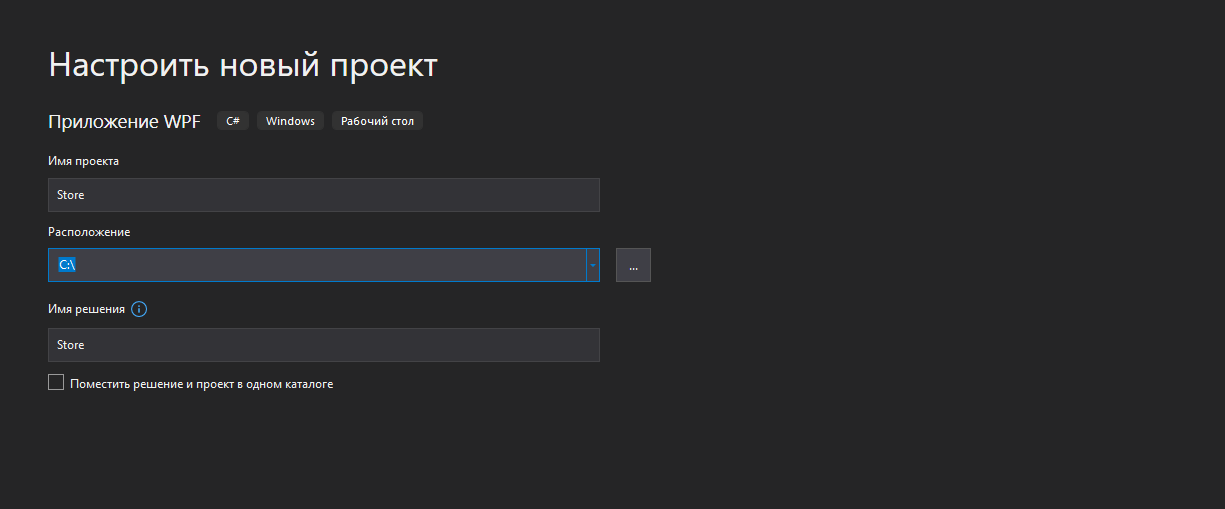 Настроить новый проект
Приложение WPF C# Windows Рабочий стол
Имя проекта
Store
Расположение
C:\
...
Имя решения
Store
Поместить решение и проект в одном каталоге